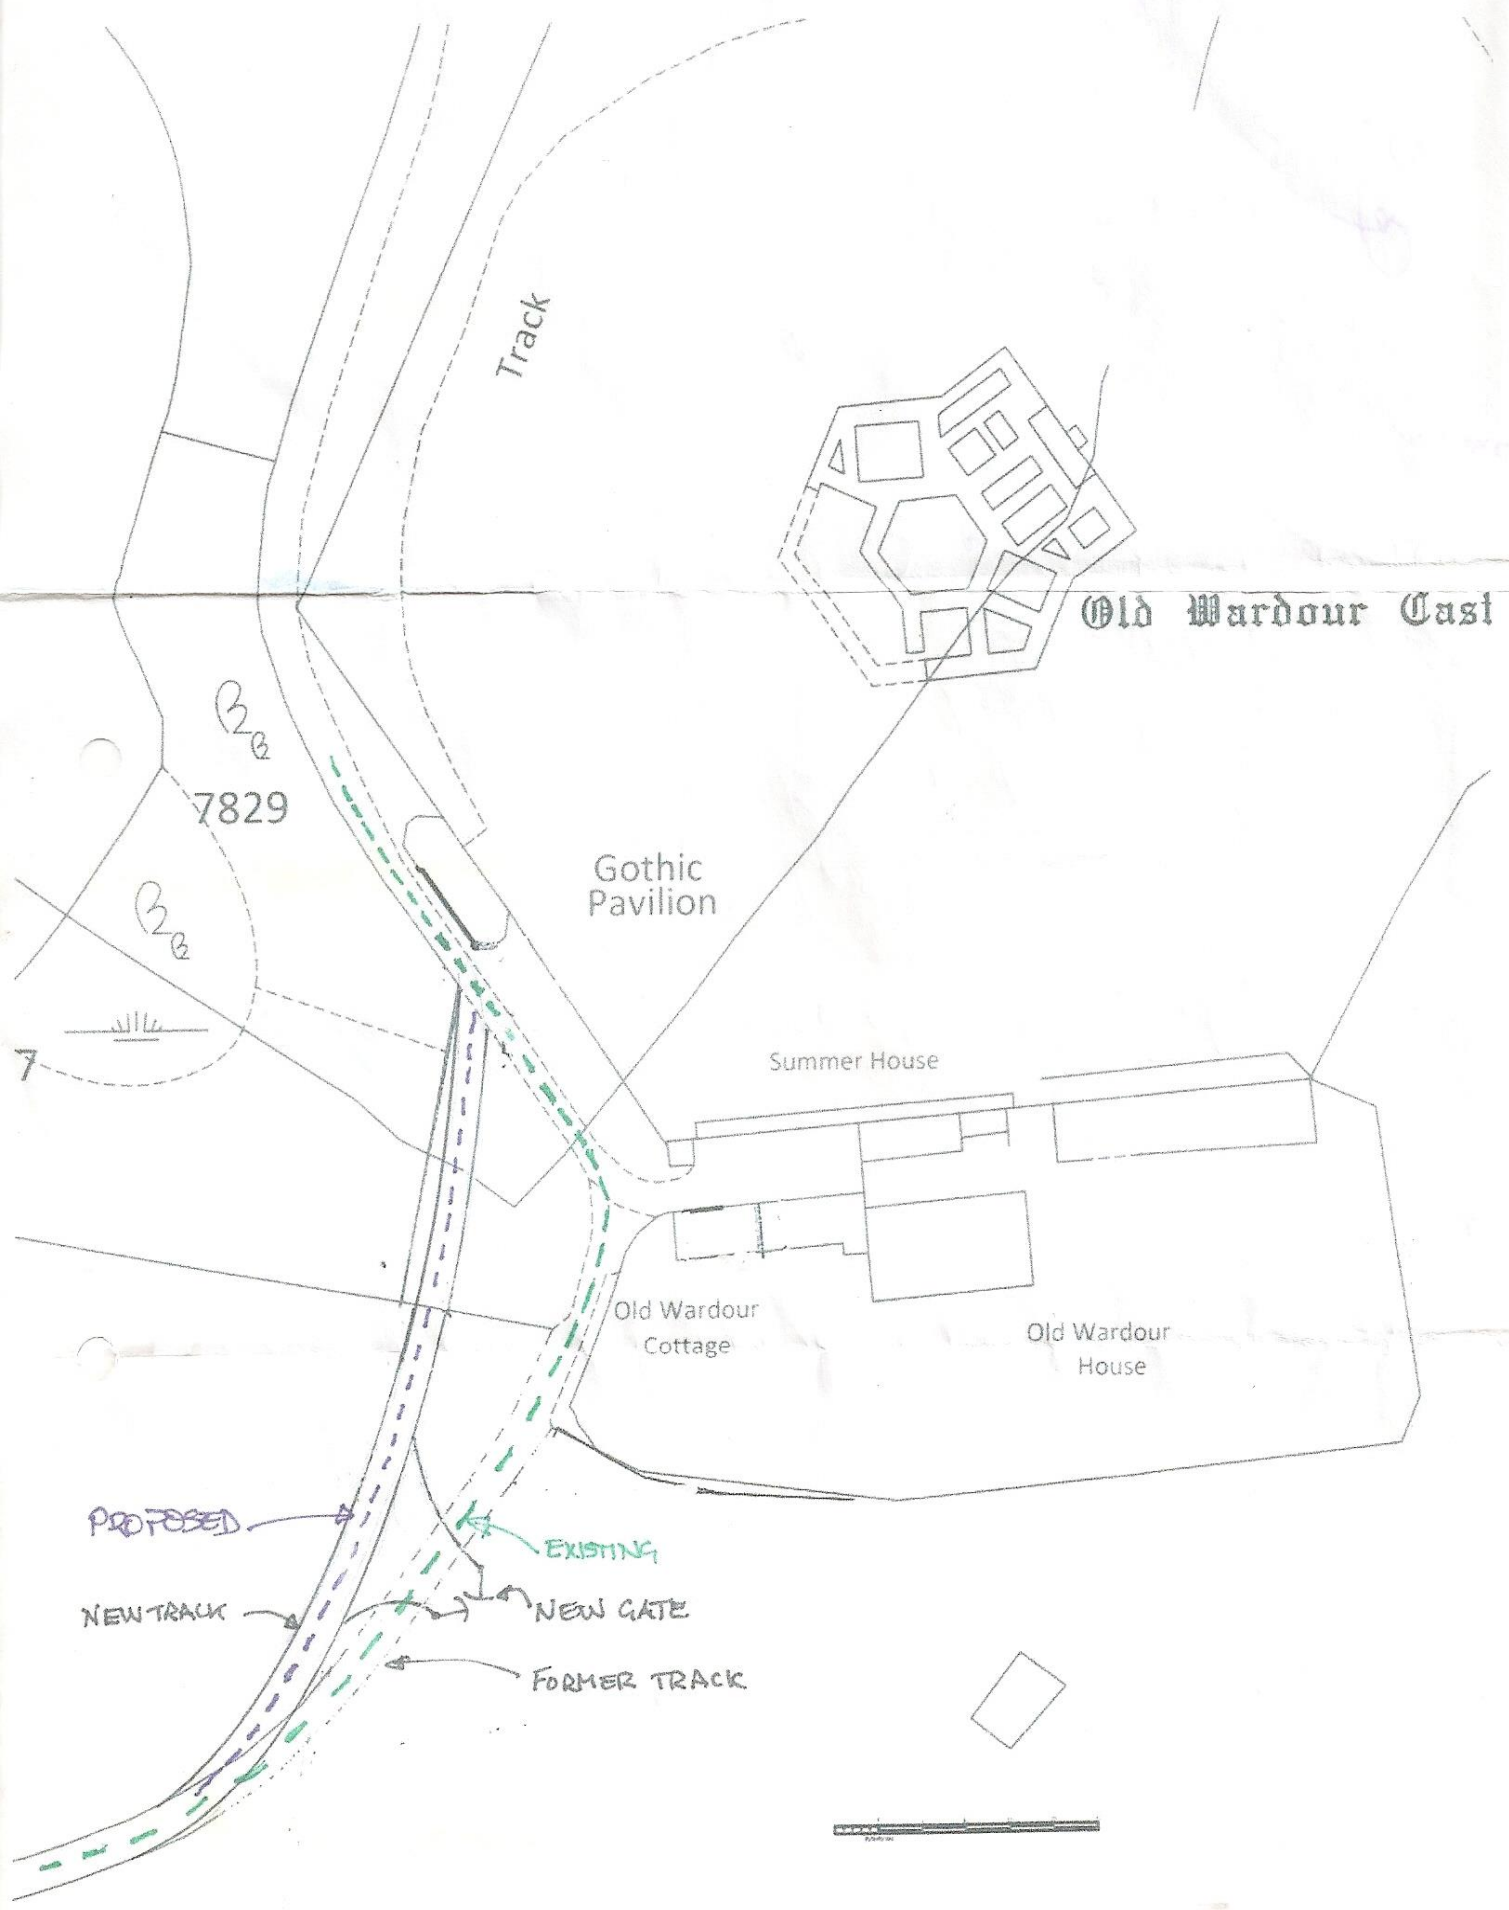 Track
Old Wardour Cast
7829
Gothic
Pavilion
7
Summer House
Old Wardour
Cottage
Old Wardour
House
PROPOSED
EXISTING
NEW TRACK
NEW GATE
FORMER TRACK